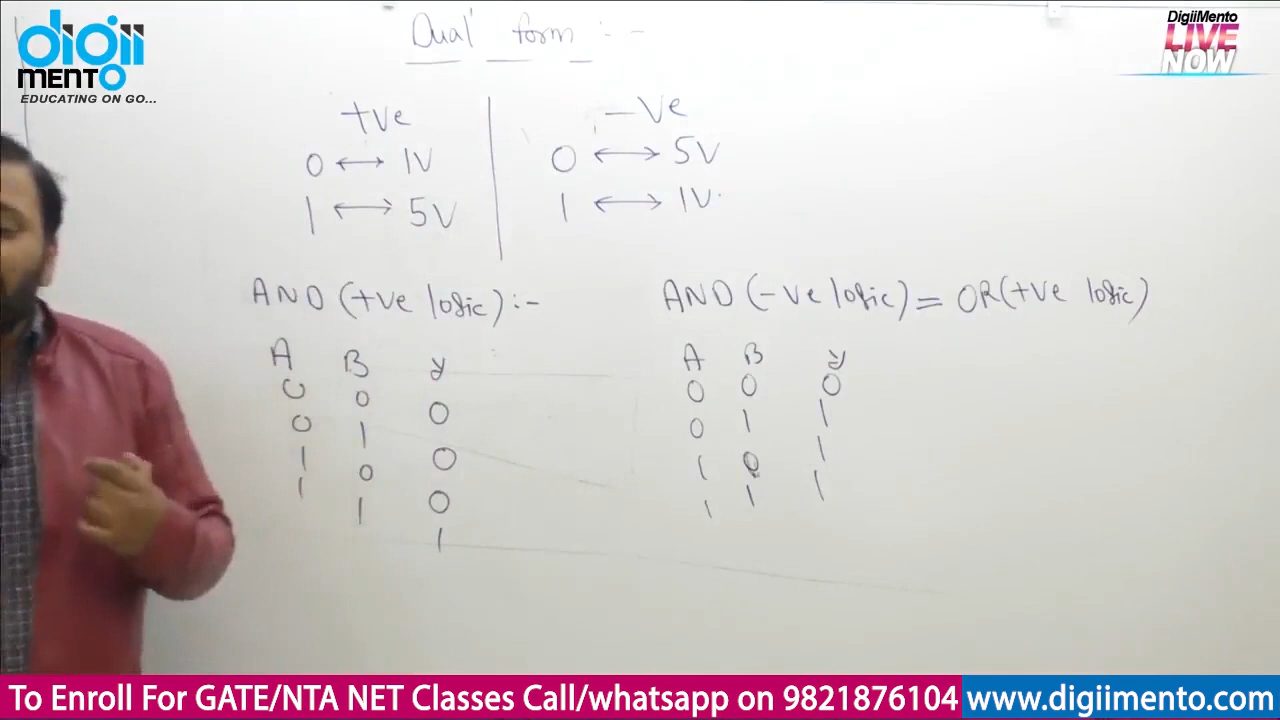 digii
MENTO
EDUCATING ON GO...
DigiiMento
LIVE
NOW
Dual form :-
+ve
0 ↔ 1V
1 ↔ 5V
-Ve
0 ↔ 5V
1 ↔ 1V.
AND (+ve logic) :-
A B y
0 0 0
0 1 0
1 0 0
1 1 1
AND (-ve logic) = OR (+ve logic)
A B y
0 0 0
0 1 1
1 0 1
1 1 1
To Enroll For GATE/NTA NET Classes Call/whatsapp on 9821876104 www.digiimento.com